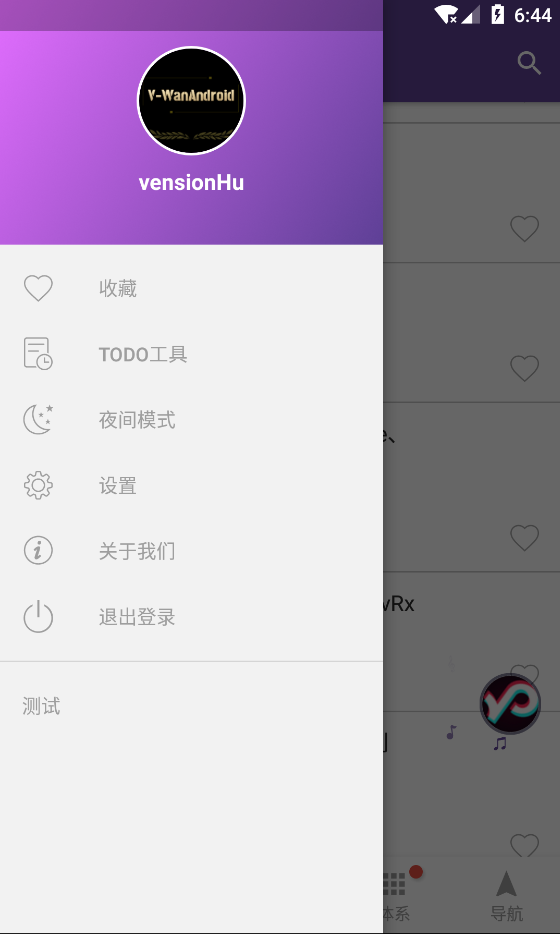 6:44
V-WanAndroid
vensionHu
收藏
TODO工具
夜间模式
设置
关于我们
退出登录
测试
e、
vRx
体系
导航